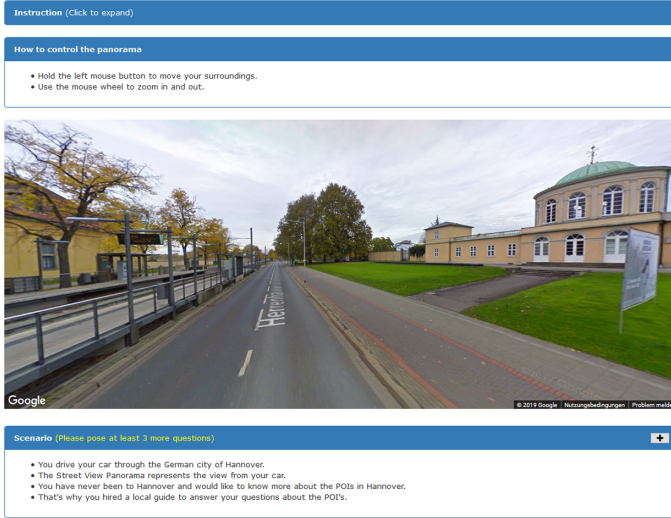 Instruction (Click to expand)
How to control the panorama
• Hold the left mouse button to move your surroundings.
• Use the mouse wheel to zoom in and out.
Google
© 2019 Google Nutzungsbedingungen Problem melde
Scenario (Please pose at least 3 more questions)
+
• You drive your car through the German city of Hannover.
• The Street View Panorama represents the view from your car.
• You have never been to Hannover and would like to know more about the POIs in Hannover.
• That's why you hired a local guide to answer your questions about the POI's.